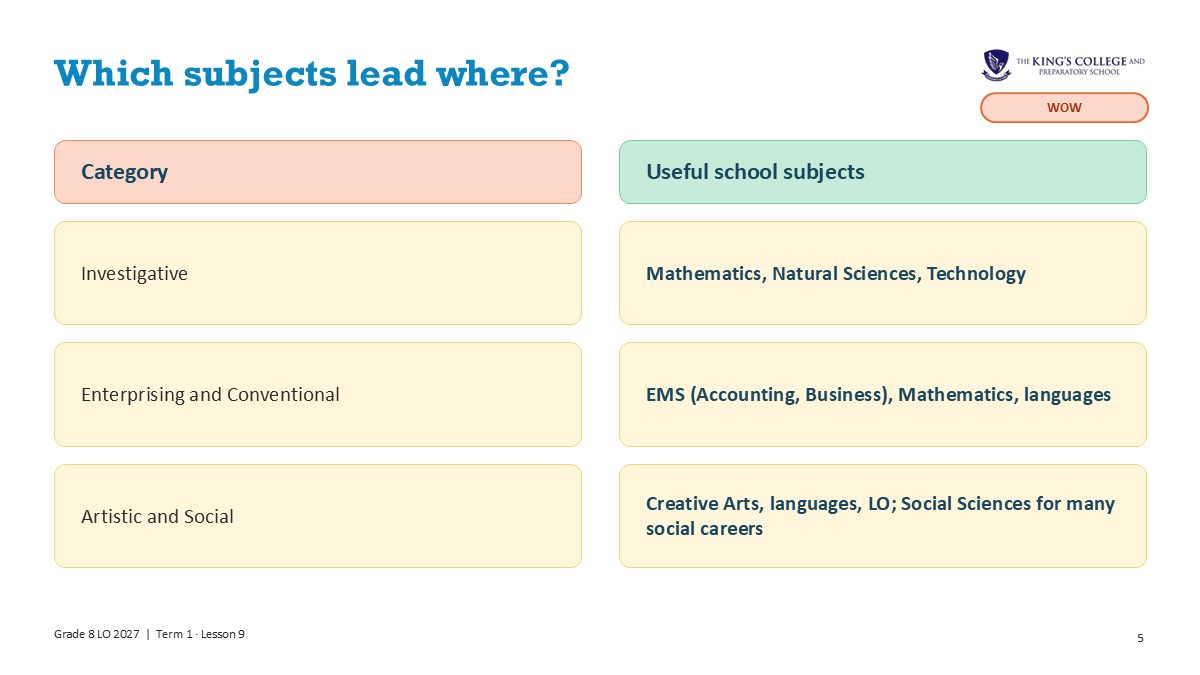 Which subjects lead where?
THE KING'S COLLEGE AND
PREPARATORY SCHOOL
WOW
Category
Useful school subjects
Investigative
Mathematics, Natural Sciences, Technology
Enterprising and Conventional
EMS (Accounting, Business), Mathematics, languages
Artistic and Social
Creative Arts, languages, LO; Social Sciences for many
social careers
Grade 8 LO 2027 | Term 1 · Lesson 9
5